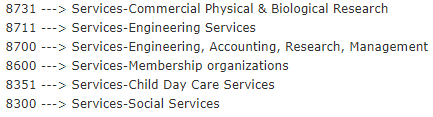 8731 ---> Services-Commercial Physical & Biological Research
8711 ---> Services-Engineering Services
8700 ---> Services-Engineering, Accounting, Research, Management
8600 ---> Services-Membership organizations
8351 ---> Services-Child Day Care Services
8300 ---> Services-Social Services